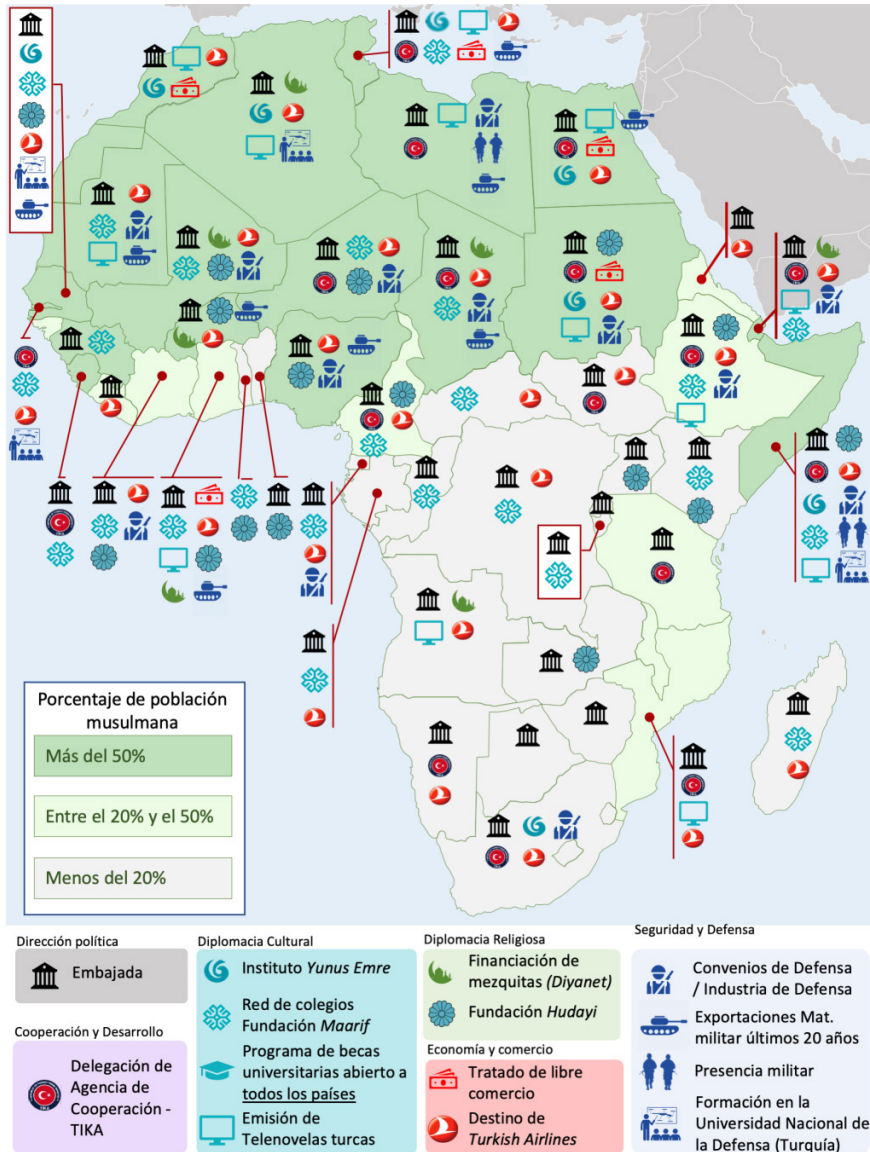 Porcentaje de población
musulmana
Más del 50%
Entre el 20% y el 50%
Menos del 20%
Dirección política
Embajada
Cooperación y Desarrollo
Delegación de
Agencia de
Cooperación -
TIKA
Diplomacia Cultural
Instituto Yunus Emre
Red de colegios
Fundación Maarif
Programa de becas
universitarias abierto a
todos los países
Emisión de
Telenovelas turcas
Diplomacia Religiosa
Financiación de
mezquitas (Diyanet)
Fundación Hudayi
Economía y comercio
Tratado de libre
comercio
Destino de
Turkish Airlines
Seguridad y Defensa
Convenios de Defensa
/ Industria de Defensa
Exportaciones Mat.
militar últimos 20 años
Presencia militar
Formación en la
Universidad Nacional de
la Defensa (Turquía)